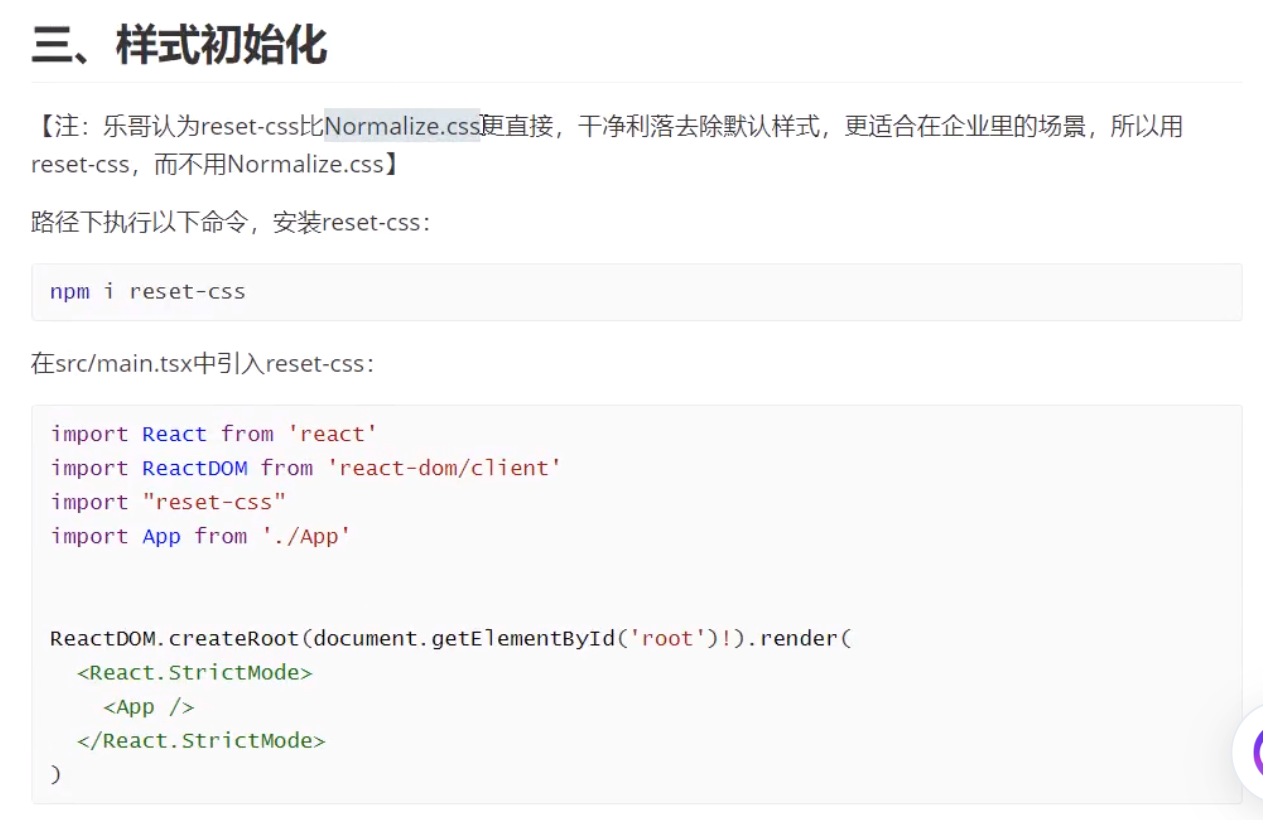 三、样式初始化
【注：乐哥认为reset-css比Normalize.css更直接，干净利落去除默认样式，更适合在企业里的场景，所以用
reset-css，而不用Normalize.css】
路径下执行以下命令，安装reset-css：
npm i reset-css
在src/main.tsx中引入reset-css：
import React from 'react'
import ReactDOM from 'react-dom/client'
import "reset-css"
import App from './App'
ReactDOM.createRoot(document.getElementById('root')!).render(
  <React.StrictMode>
    <App />
  </React.StrictMode>
)